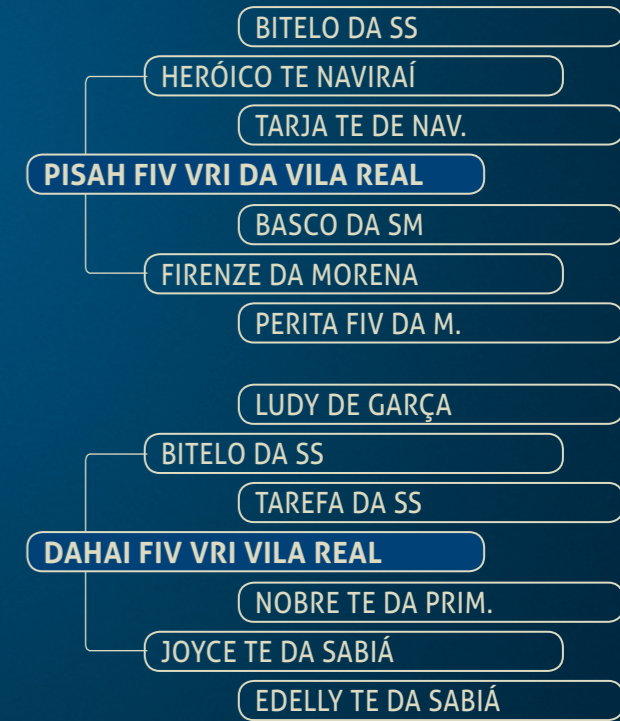 BITELO DA SS
HERÓICO TE NAVIRAÍ
TARJA TE DE NAV.
PISAH FIV VRI DA VILA REAL
BASCO DA SM
FIRENZE DA MORENA
PERITA FIV DA M.
LUDY DE GARÇA
BITELO DA SS
TAREFA DA SS
DAHAI FIV VRI VILA REAL
NOBRE TE DA PRIM.
JOYCE TE DA SABIÁ
EDELLY TE DA SABIÁ